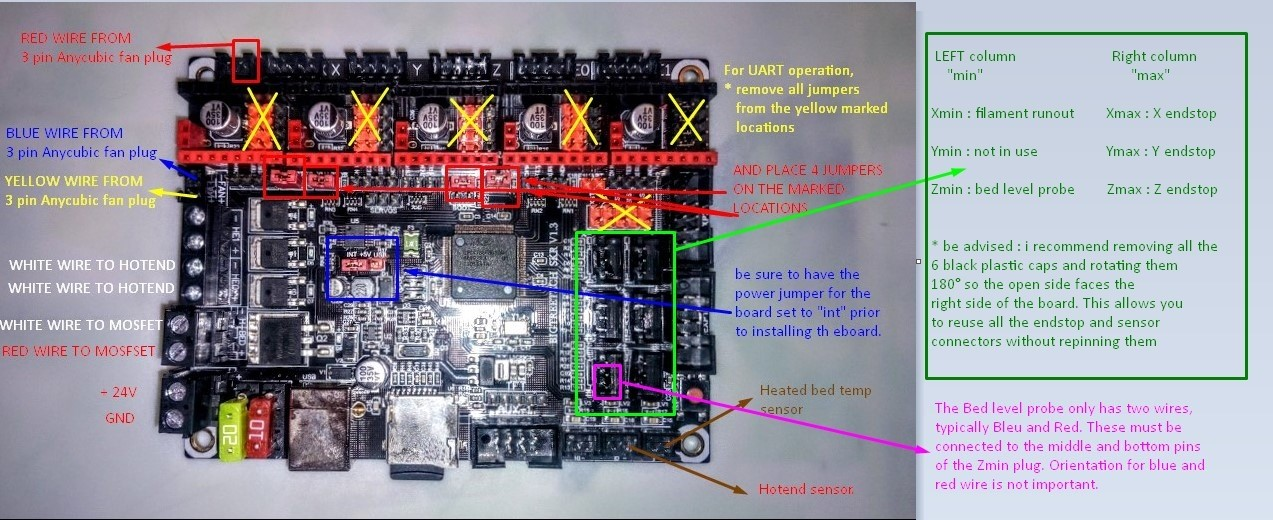 RED WIRE FROM
3 pin Anycubic fan plug
X
Y
Z
E0
E1
For UART operation,
* remove all jumpers
from the yellow marked
locations
BLUE WIRE FROM
3 pin Anycubic fan plug
YELLOW WIRE FROM
3 pin Anycubic fan plug
AND PLACE 4 JUMPERS
ON THE MARKED
LOCATIONS
SERVOS
RN2
RN1
U5
INT +5V USB
BIGTREETECH SKR V1.3
WHITE WIRE TO HOTEND
WHITE WIRE TO HOTEND
WHITE WIRE TO MOSFET
RED WIRE TO MOSFSET
+ 24V
GND
Q2
USB
20
10
be sure to have the
power jumper for the
board set to "int" prior
to installing th eboard.
Heated bed temp
sensor
Hotend sensor.
LEFT column
"min"
Right column
"max"
Xmin : filament runout
Xmax : X endstop
Ymin : not in use
Ymax : Y endstop
Zmin : bed level probe
Zmax : Z endstop
* be advised : i recommend removing all the
6 black plastic caps and rotating them
180° so the open side faces the
right side of the board. This allows you
to reuse all the endstop and sensor
connectors without repinning them
The Bed level probe only has two wires,
typically Bleu and Red. These must be
connected to the middle and bottom pins
of the Zmin plug. Orientation for blue and
red wire is not important.